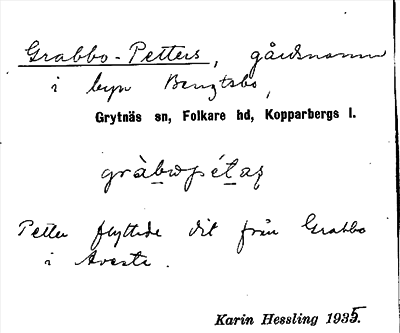 Grabbo-Petters, gårdsnamn
i byn Bengtsbo,
Grytnäs sn, Folkare hd, Kopparbergs l.
gràbωpétaʐ
Petter flyttade dit från Grabbo
i Avesta.
Karin Hessling 1935.